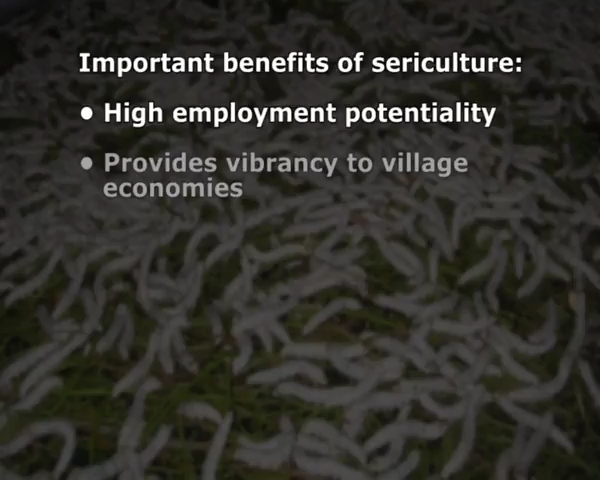 Important benefits of sericulture:
• High employment potentiality
• Provides vibrancy to village
economies